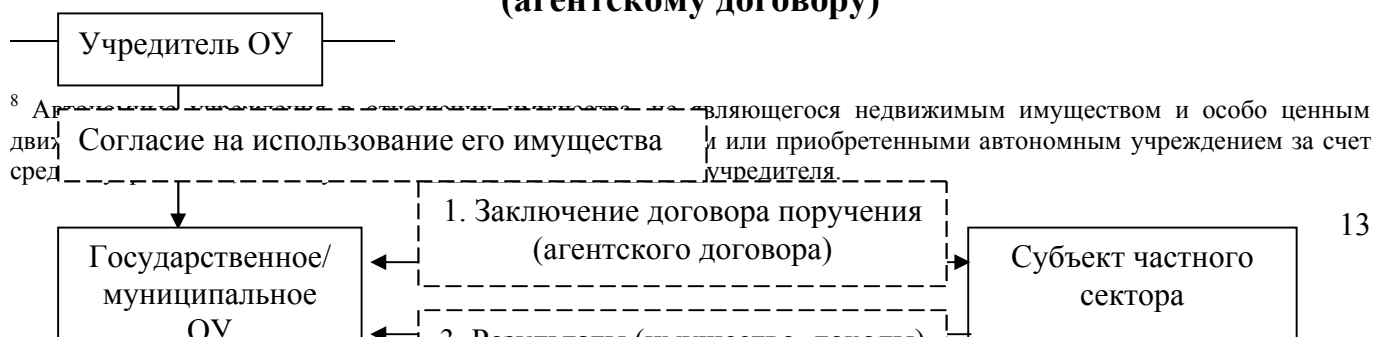 (агентскому договору)
Учредитель ОУ
8 вляющегося недвижимым имуществом и особо ценным
Согласие на использование его имущества или приобретенными автономным учреждением за счет
учредителя.
1. Заключение договора поручения
(агентского договора)
13
Государственное/
муниципальное
ОУ
Субъект частного
сектора